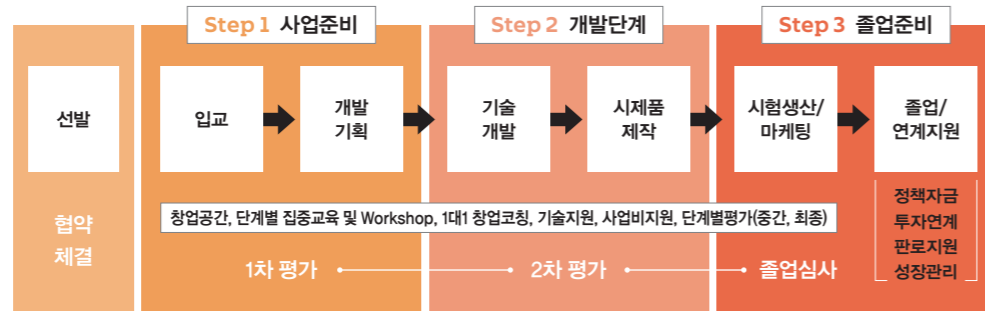 Step 1 사업준비
Step 2 개발단계
Step 3 졸업준비
선발
입교
개발
기획
기술
개발
시제품
제작
시험생산/
마케팅
졸업/
연계지원
협약
체결
창업공간, 단계별 집중교육 및 Workshop, 1대1 창업코칭, 기술지원, 사업비지원, 단계별평가(중간, 최종)
정책자금
투자연계
판로지원
성장관리
1차 평가
2차 평가
졸업심사